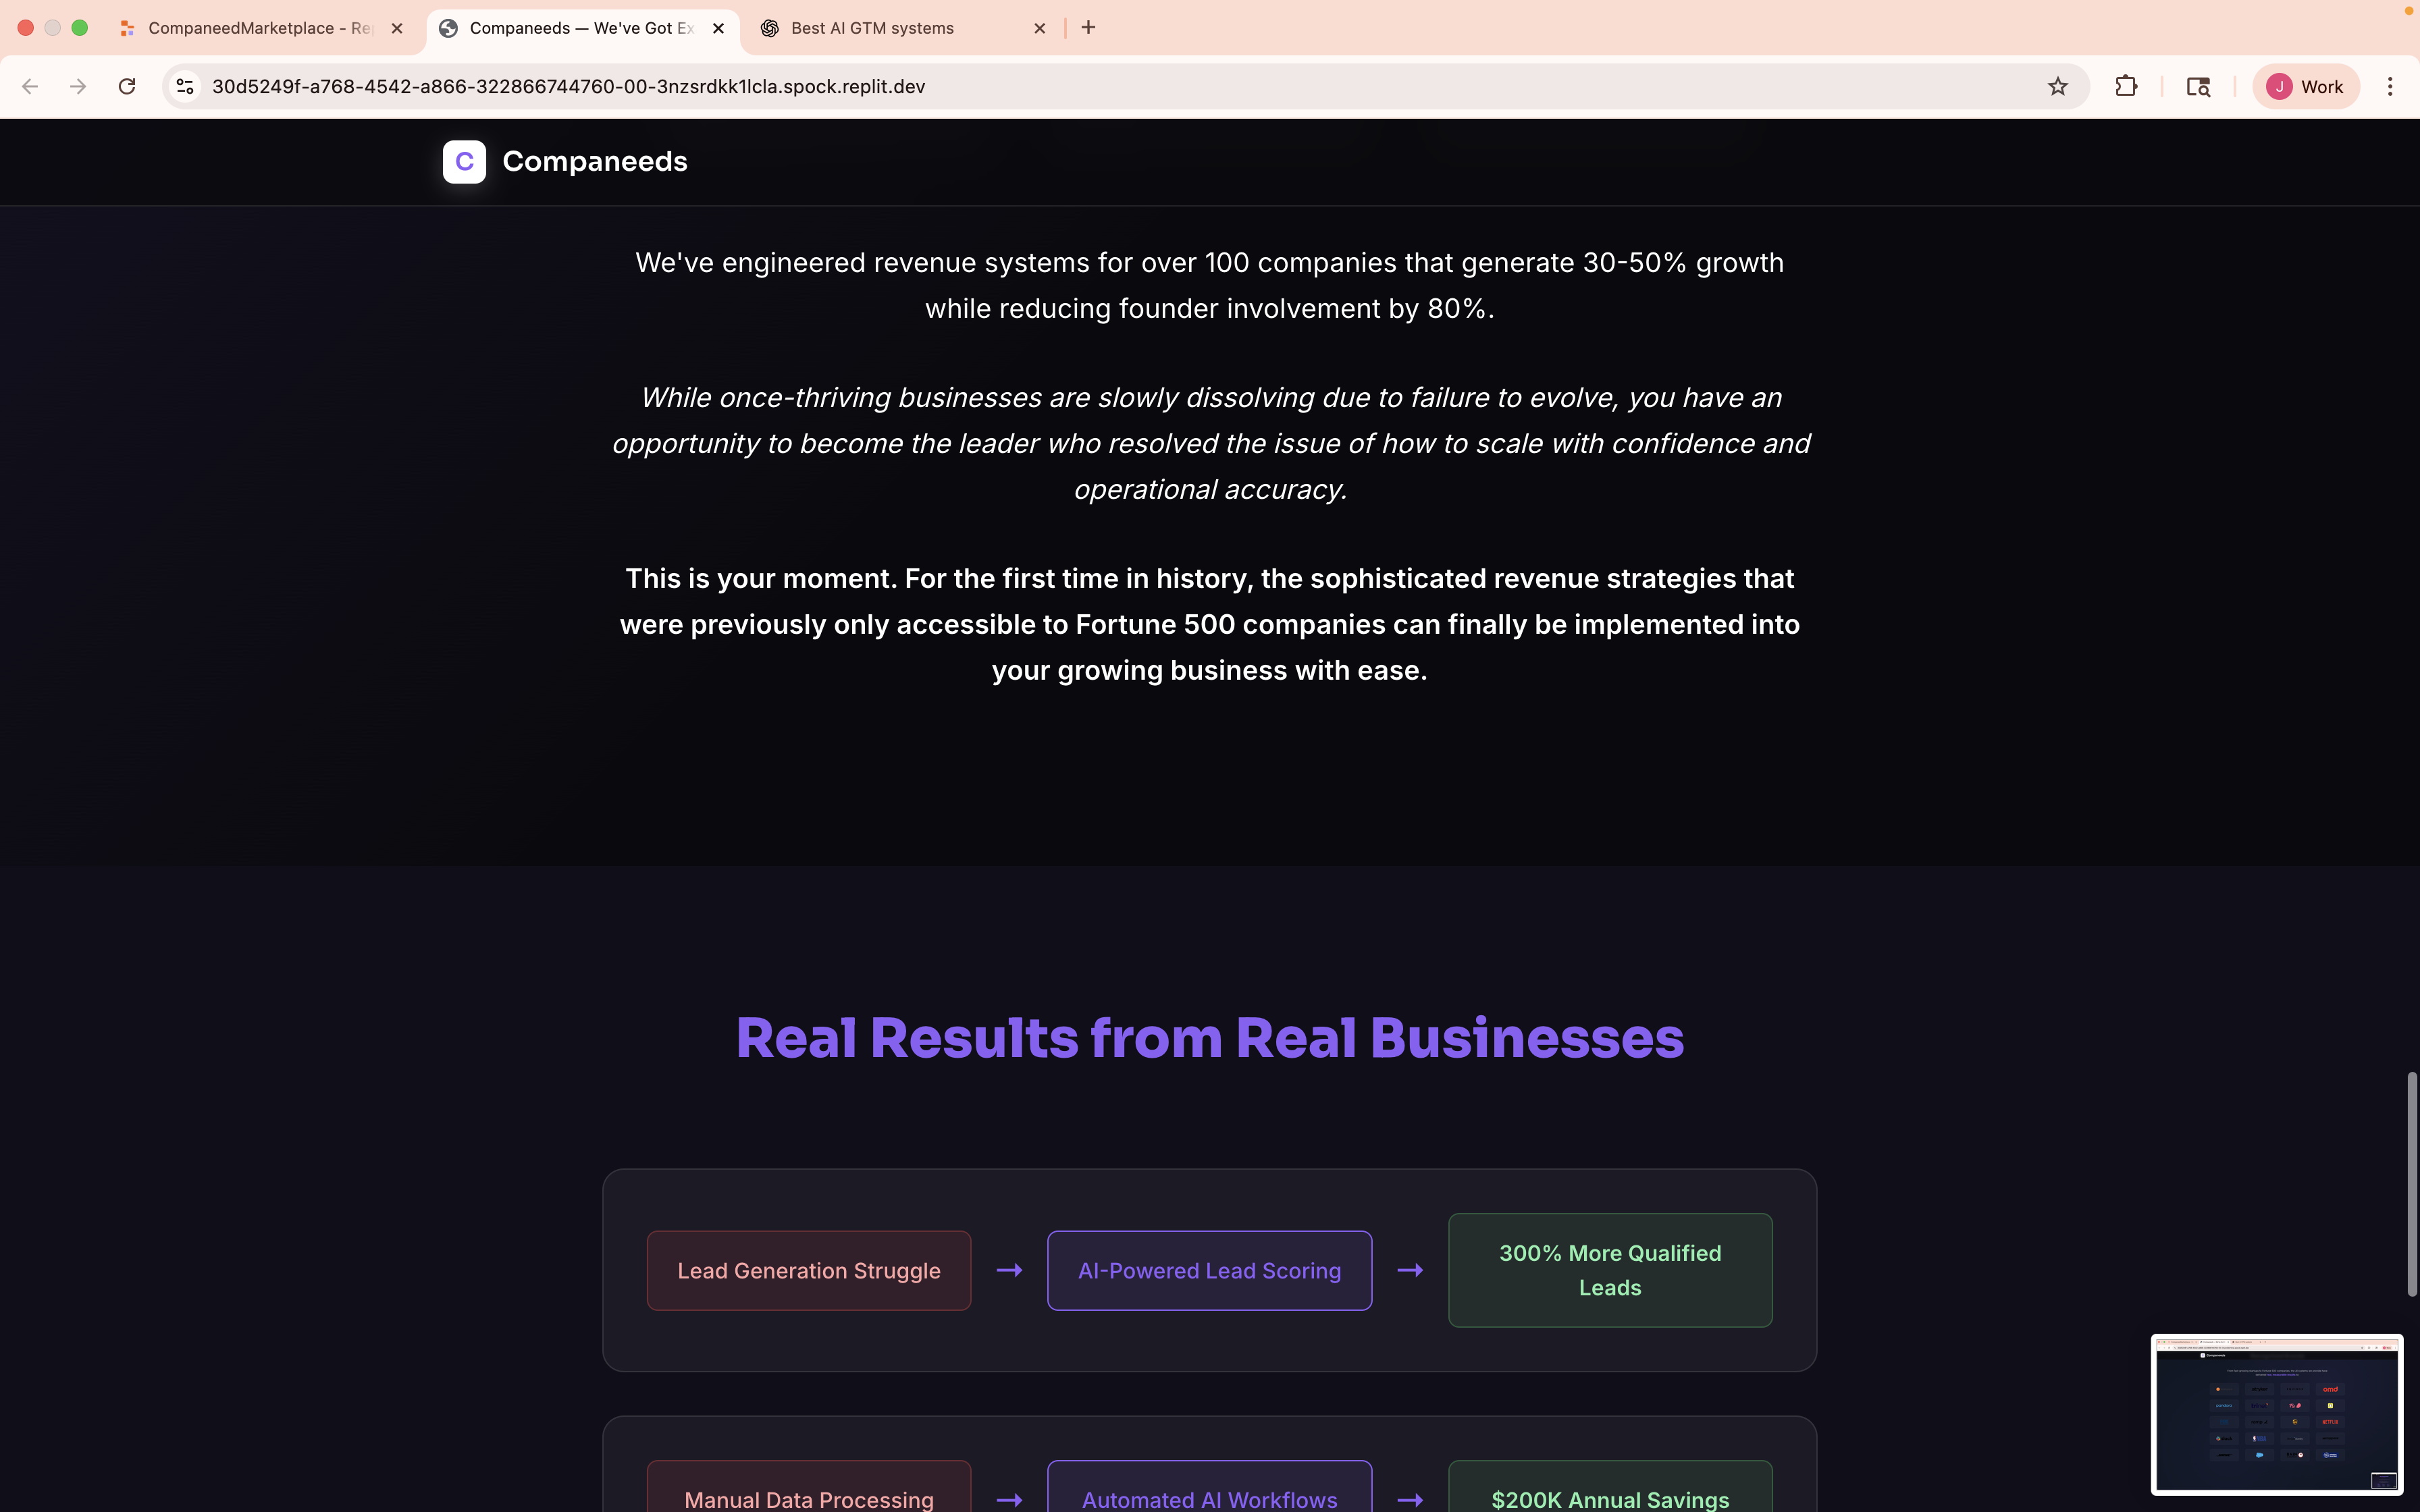 CompaneedMarketplace - Re
Companeeds — We've Got Ex
Best AI GTM systems
30d5249f-a768-4542-a866-322866744760-00-3nzsrdkk1lcla.spock.replit.dev
J
Work
C
Companeeds
We've engineered revenue systems for over 100 companies that generate 30-50% growth
while reducing founder involvement by 80%.
While once-thriving businesses are slowly dissolving due to failure to evolve, you have an
opportunity to become the leader who resolved the issue of how to scale with confidence and
operational accuracy.
This is your moment. For the first time in history, the sophisticated revenue strategies that
were previously only accessible to Fortune 500 companies can finally be implemented into
your growing business with ease.
Real Results from Real Businesses
Lead Generation Struggle
→
AI-Powered Lead Scoring
→
300% More Qualified
Leads
Manual Data Processing
→
Automated AI Workflows
→
$200K Annual Savings